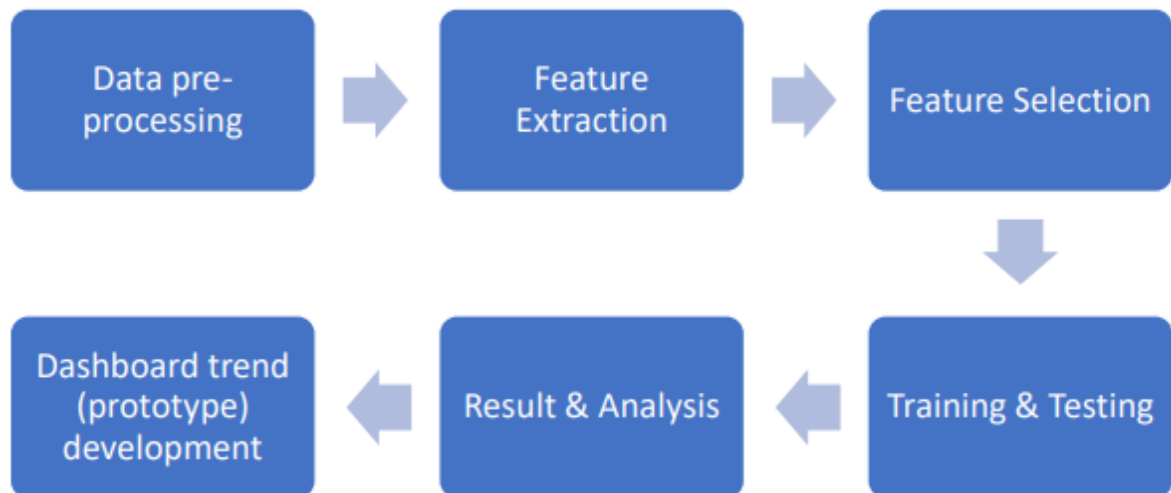 Data pre-
processing
Feature
Extraction
Feature Selection
Training & Testing
Result & Analysis
Dashboard trend
(prototype)
development